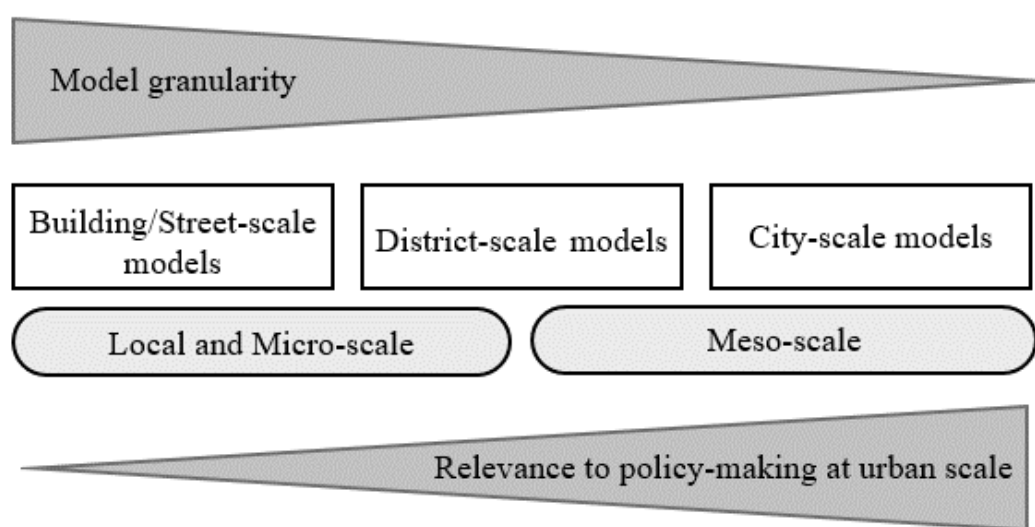 Model granularity
Building/Street-scale
models
District-scale models
City-scale models
Local and Micro-scale
Meso-scale
Relevance to policy-making at urban scale